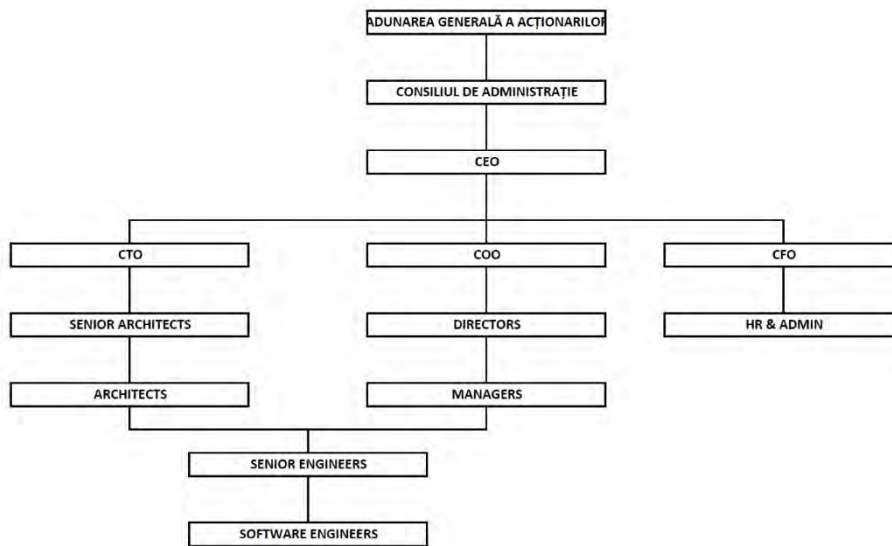 ADUNAREA GENERALĂ A ACȚIONARILOR
CONSILIUL DE ADMINISTRAȚIE
CEO
CTO
COO
CFO
SENIOR ARCHITECTS
DIRECTORS
HR & ADMIN
ARCHITECTS
MANAGERS
SENIOR ENGINEERS
SOFTWARE ENGINEERS